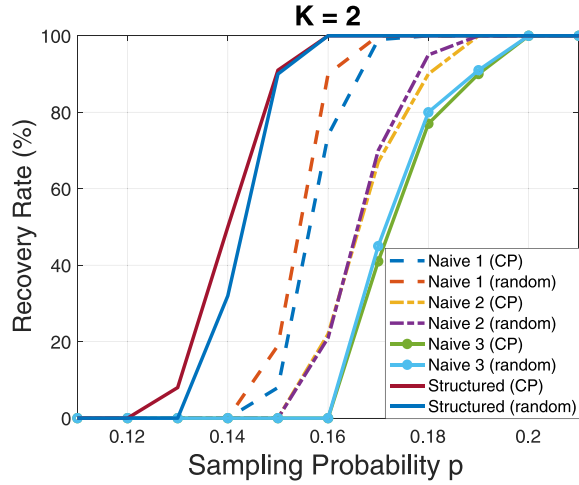 K = 2
Recovery Rate (%)
100
80
60
40
20
0
0.12
0.14
0.16
0.18
0.2
Sampling Probability p
Naive 1 (CP)
Naive 1 (random)
Naive 2 (CP)
Naive 2 (random)
Naive 3 (CP)
Naive 3 (random)
Structured (CP)
Structured (random)